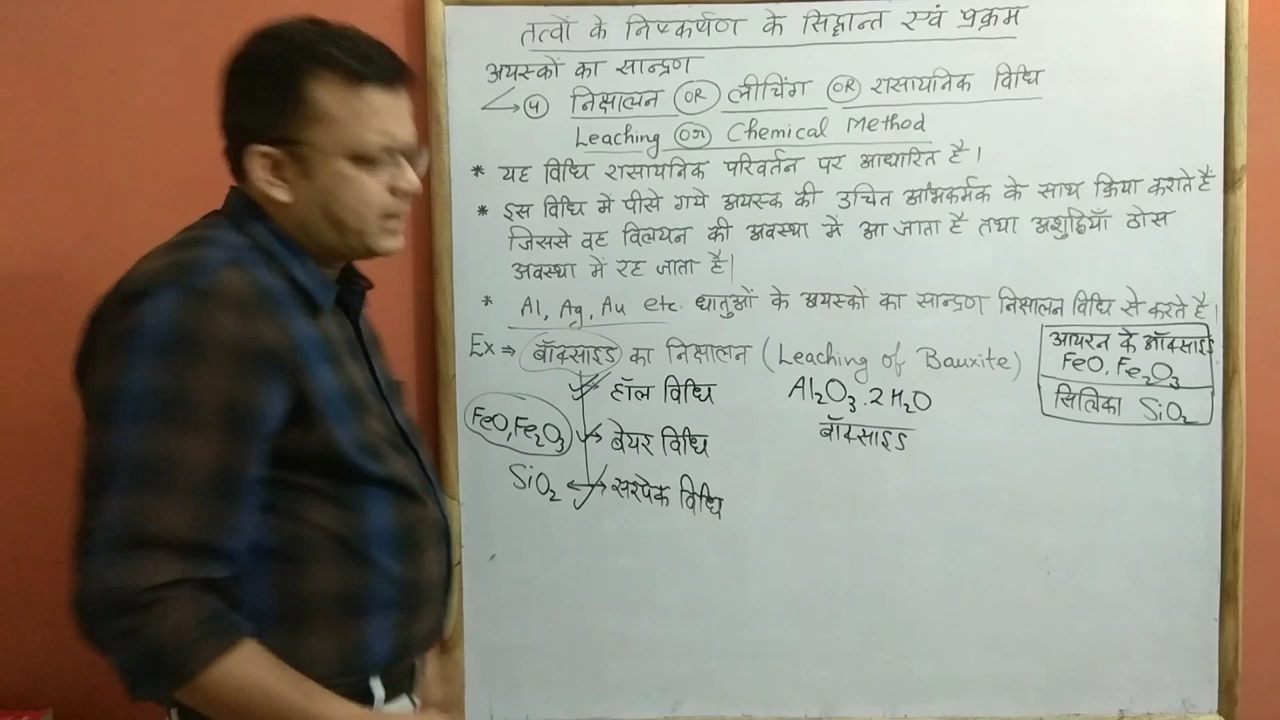 तत्वों के निष्कर्षण के सिद्धान्त एवं प्रक्रम
अयस्कों का सान्द्रण
(4) निक्षालन OR लीचिंग OR रासायनिक विधि
Leaching or Chemical Method
* यह विधि रासायनिक परिवर्तन पर आधारित है।
* इस विधि में पीसे गये अयस्क की उचित अभिकर्मक के साथ क्रिया कराते है
जिससे वह विलयन की अवस्था में आ जाता है तथा अशुद्धियाँ ठोस
अवस्था में रह जाता है।
* Al, Ag, Au etc. धातुओं के अयस्कों का सान्द्रण निक्षालन विधि से करते है।
Ex ⇒ बॉक्साइड का निक्षालन (Leaching of Bauxite)
आयरन के ऑक्साइड
FeO, Fe₂O₃
सिलिका SiO₂
हॉल विधि
Al₂O₃.2H₂O
बॉक्साइड
FeO, Fe₂O₃
बेयर विधि
SiO₂
सरपेक विधि